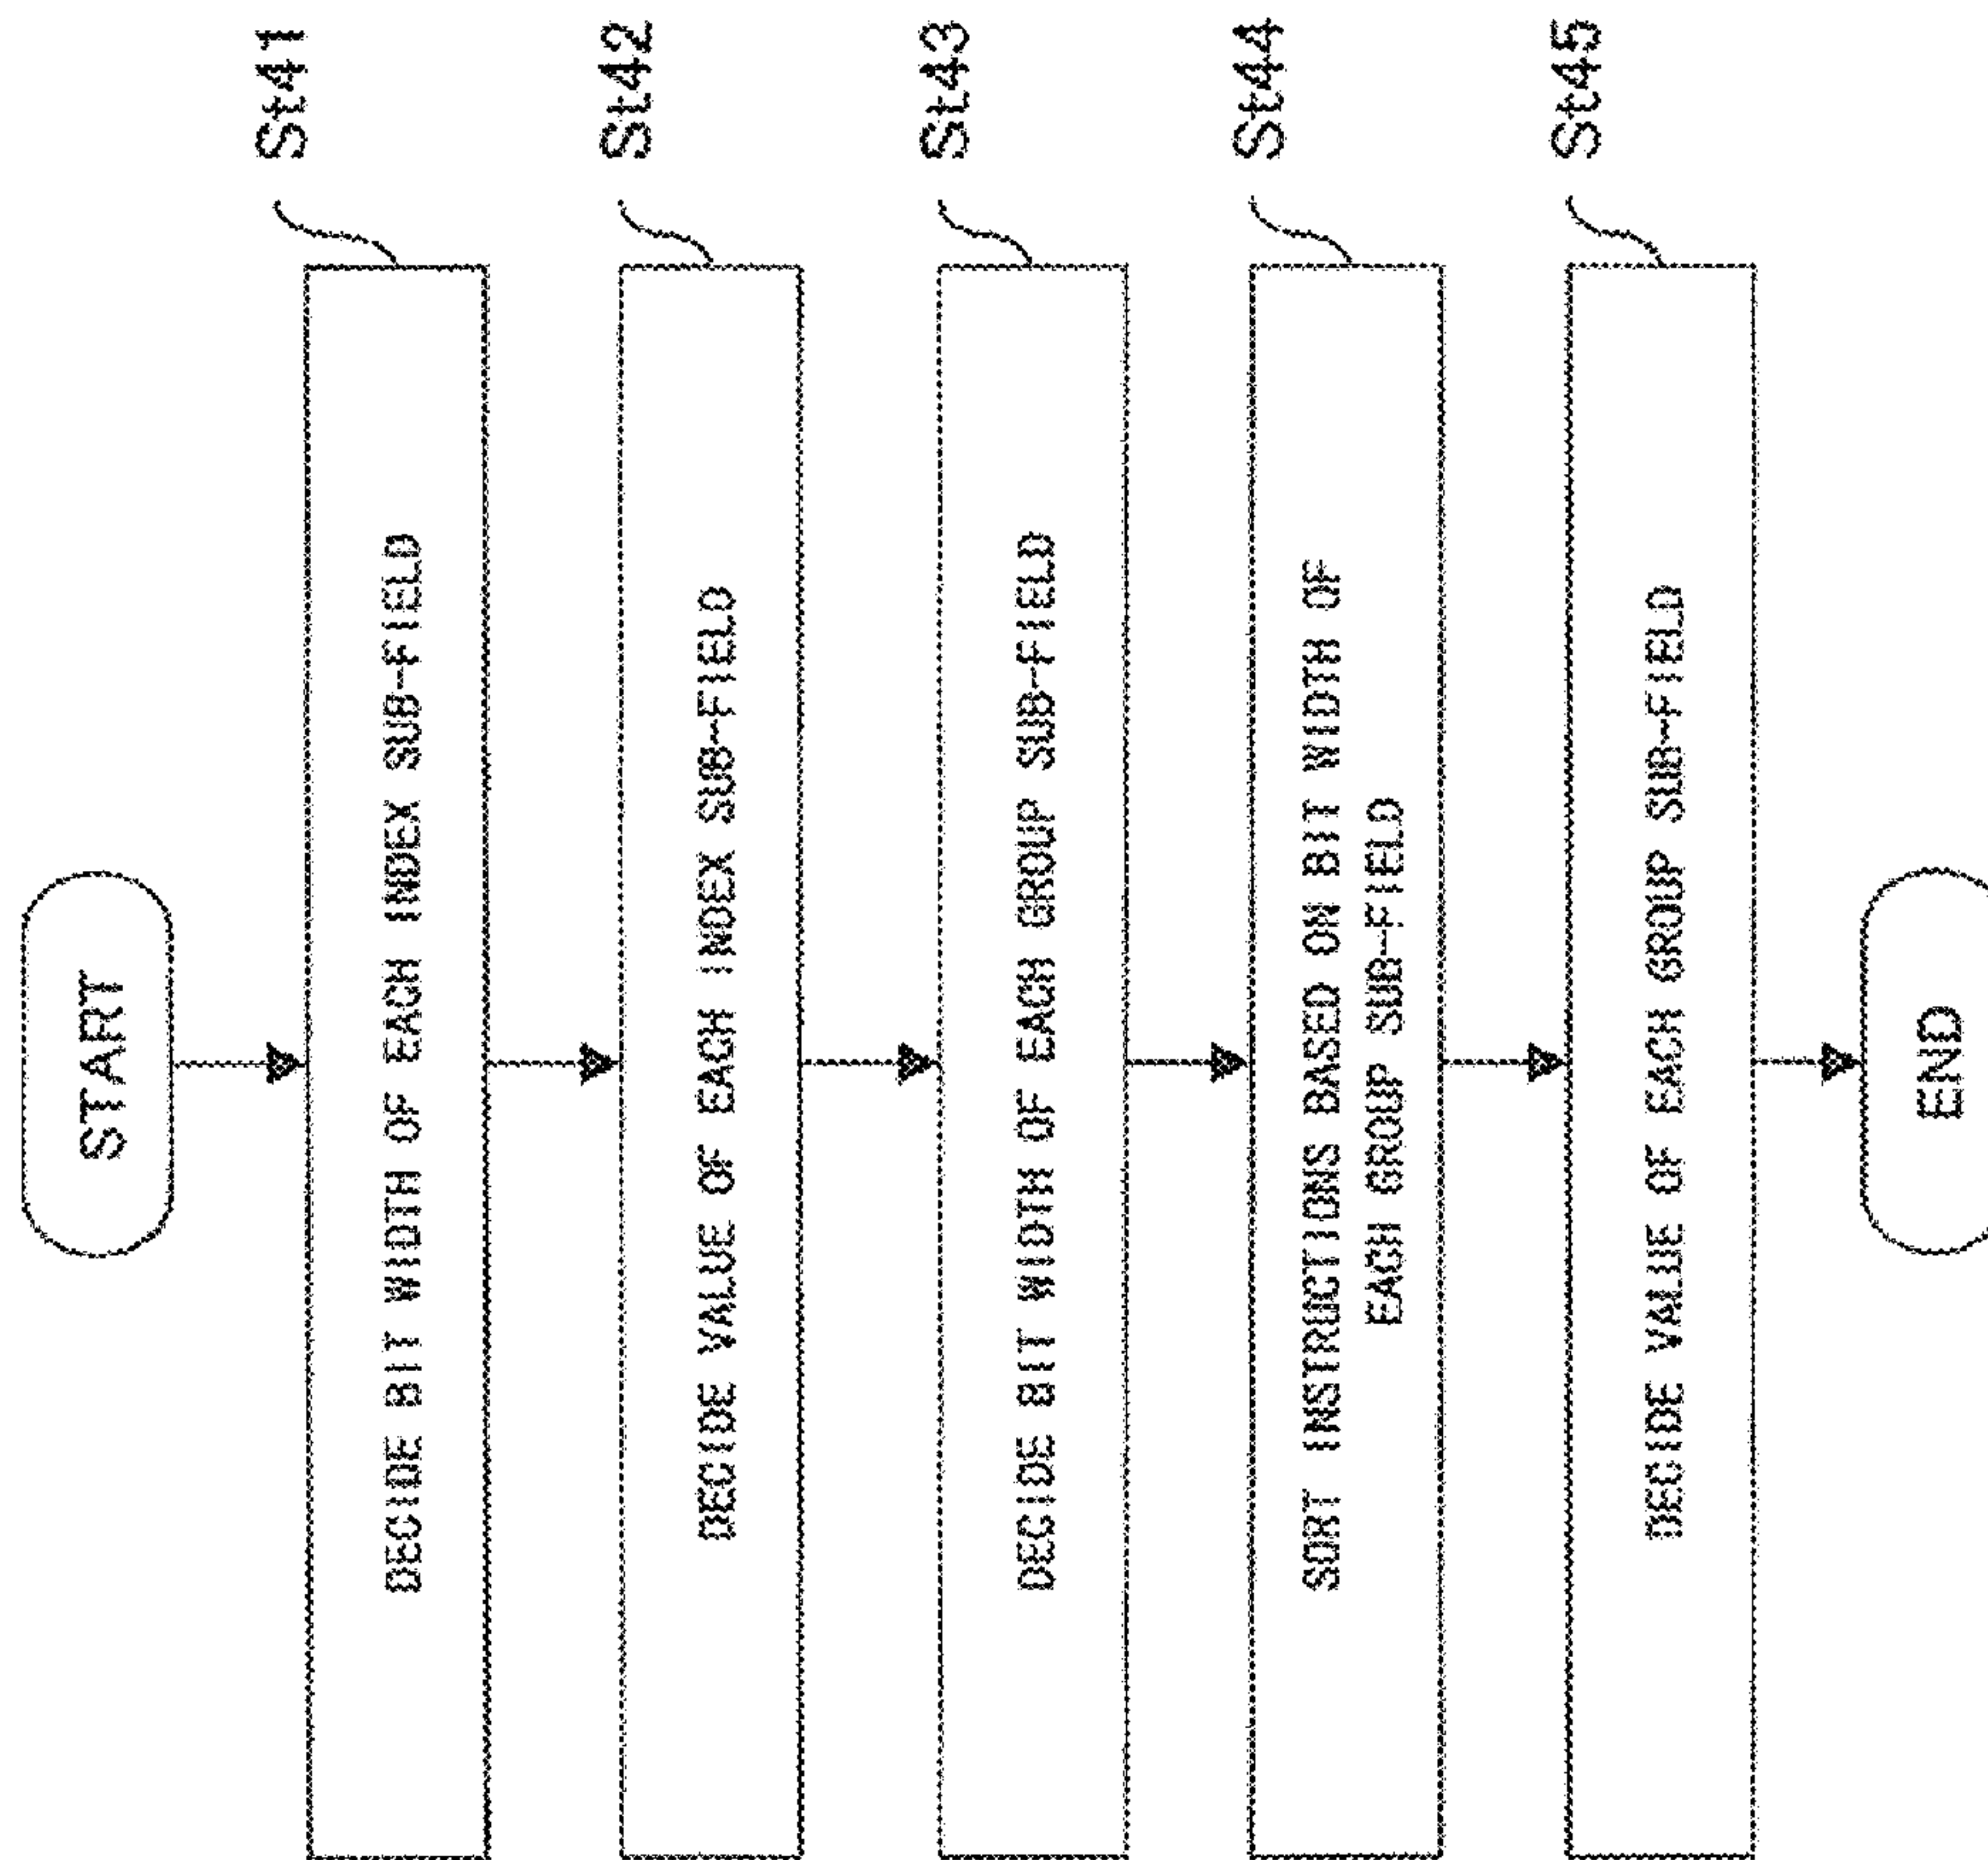 START
St41
DECIDE BIT WIDTH OF EACH INDEX SUB-FIELD
St42
DECIDE VALUE OF EACH INDEX SUB-FIELD
St43
DECIDE BIT WIDTH OF EACH GROUP SUB-FIELD
St44
SORT INSTRUCTIONS BASED ON BIT WIDTH OF
EACH GROUP SUB-FIELD
St45
DECIDE VALUE OF EACH GROUP SUB-FIELD
END